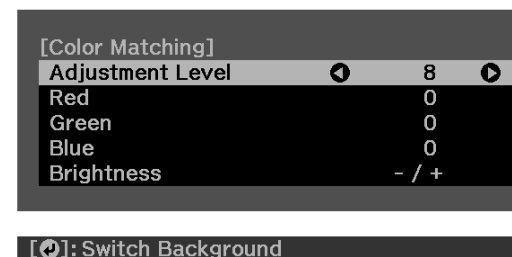 [Color Matching]
Adjustment Level 8
Red 0
Green 0
Blue 0
Brightness - / +
[↵]: Switch Background